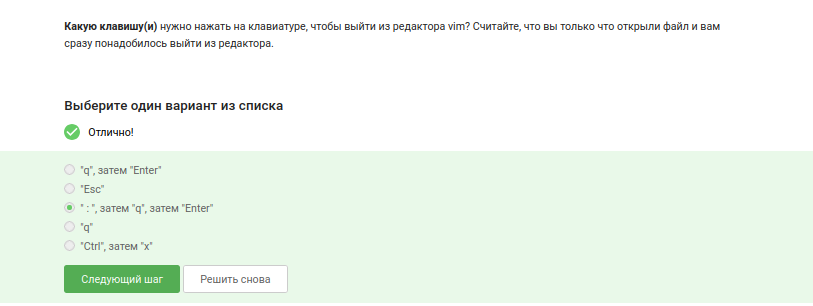 Какую клавишу(и) нужно нажать на клавиатуре, чтобы выйти из редактора vim? Считайте, что вы только что открыли файл и вам
сразу понадобилось выйти из редактора.
Выберите один вариант из списка
Отлично!
"q", затем "Enter"
"Esc"
" : ", затем "q", затем "Enter"
"q"
"Ctrl", затем "x"
Следующий шаг Решить снова